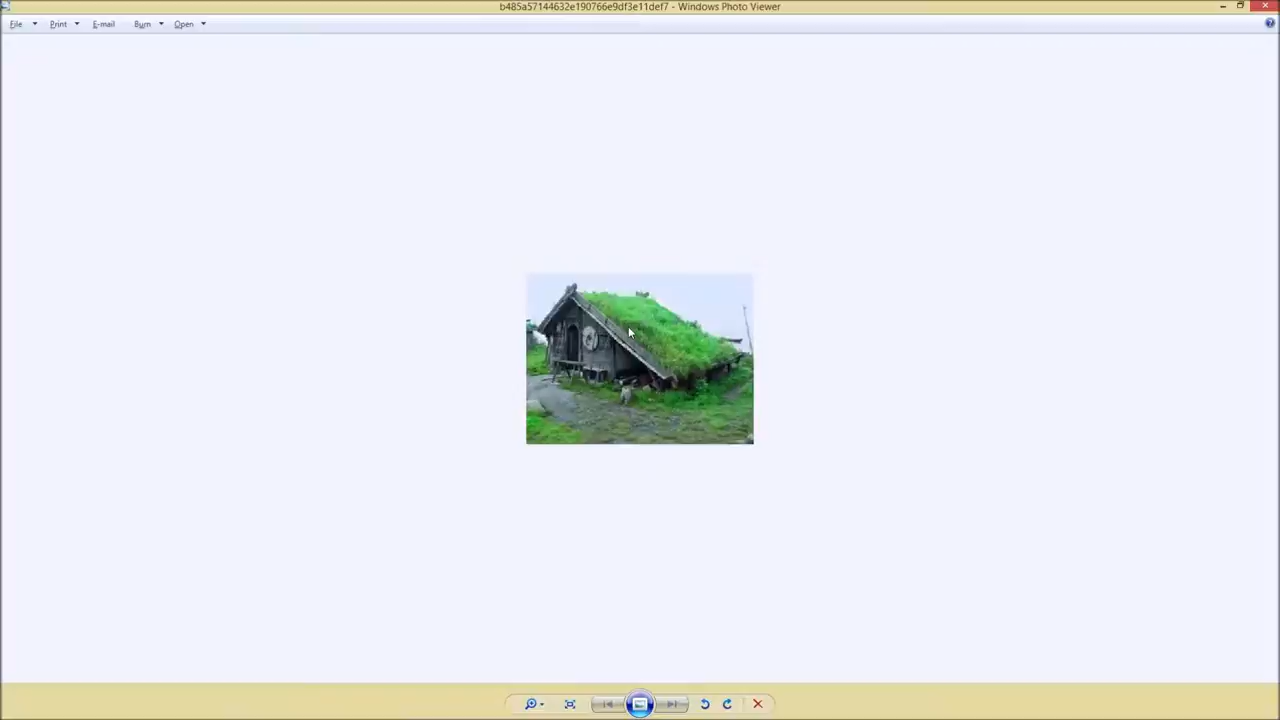 b485a57144632e190766e9df3e11def7 - Windows Photo Viewer
File Print E-mail Burn Open